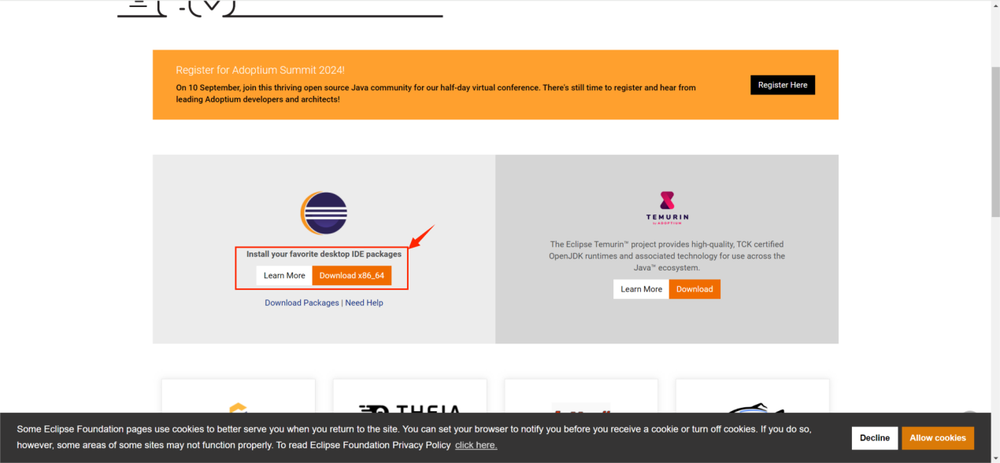 Register for Adoptium Summit 2024!
On 10 September, join this thriving open source Java community for our half-day virtual conference. There's still time to register and hear from
leading Adoptium developers and architects!
Register Here
Install your favorite desktop IDE packages
Learn More
Download x86_64
Download Packages | Need Help
TEMURIN
by ADOPTIUM
The Eclipse Temurin™ project provides high-quality, TCK certified
OpenJDK runtimes and associated technology for use across the
Java™ ecosystem.
Learn More
Download
THEIA
Some Eclipse Foundation pages use cookies to better serve you when you return to the site. You can set your browser to notify you before you receive a cookie or turn off cookies. If you do so,
however, some areas of some sites may not function properly. To read Eclipse Foundation Privacy Policy click here.
Decline
Allow cookies